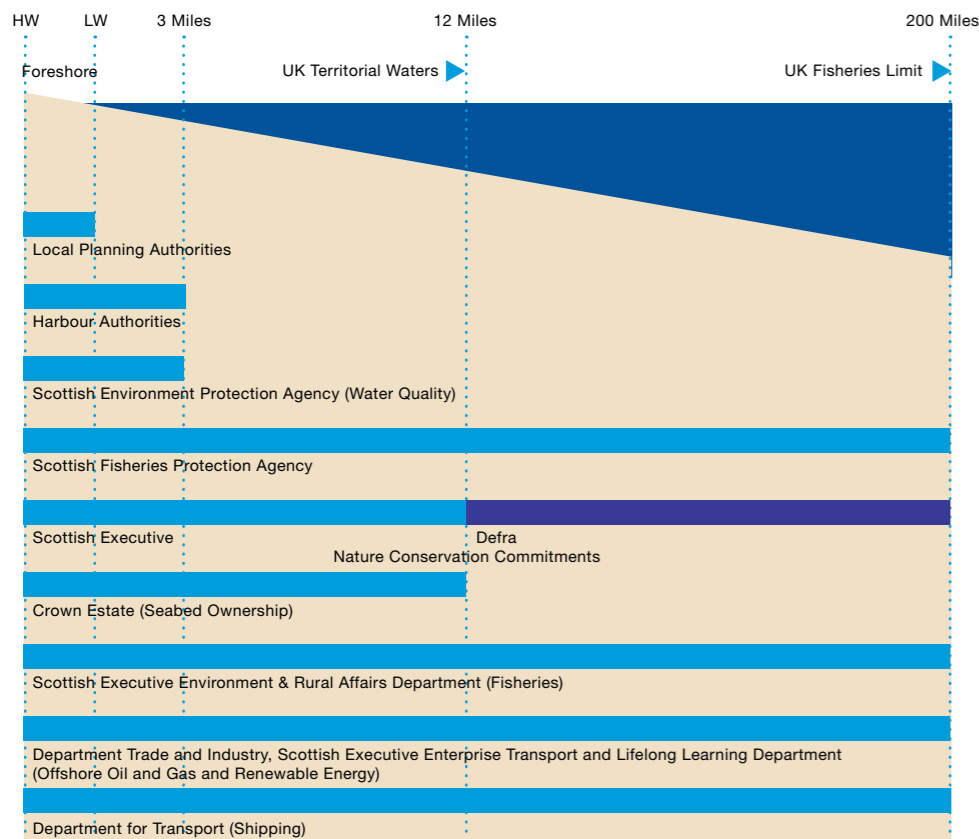 HW LW 3 Miles 12 Miles 200 Miles
Foreshore UK Territorial Waters UK Fisheries Limit
Local Planning Authorities
Harbour Authorities
Scottish Environment Protection Agency (Water Quality)
Scottish Fisheries Protection Agency
Scottish Executive Defra
Nature Conservation Commitments
Crown Estate (Seabed Ownership)
Scottish Executive Environment & Rural Affairs Department (Fisheries)
Department Trade and Industry, Scottish Executive Enterprise Transport and Lifelong Learning Department
(Offshore Oil and Gas and Renewable Energy)
Department for Transport (Shipping)